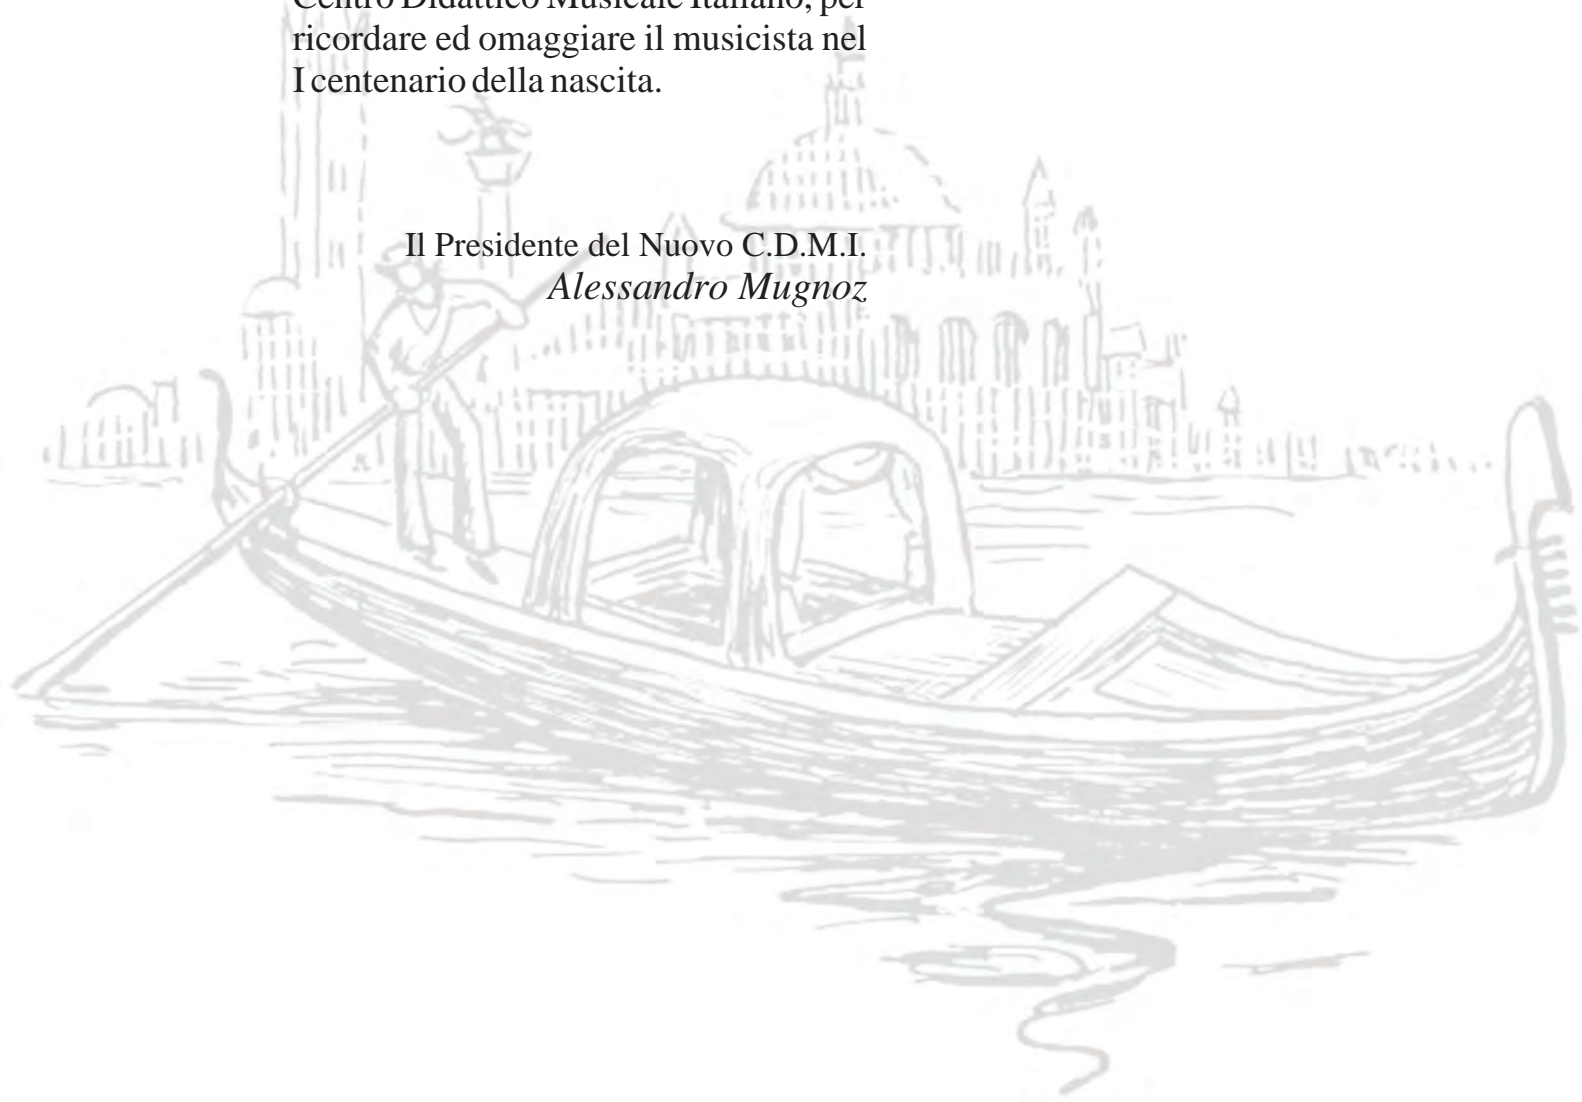 Centro Didattico Musicale Italiano, per
ricordare ed omaggiare il musicista nel
I centenario della nascita.
Il Presidente del Nuovo C.D.M.I.
Alessandro Mugnoz